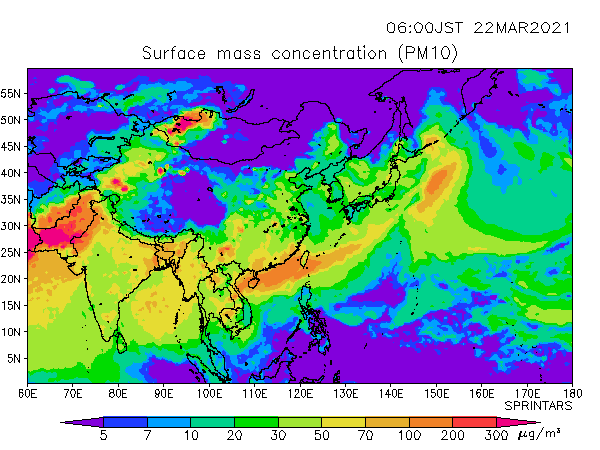 06:00JST 22MAR2021
Surface mass concentration (PM10)
55N
50N
45N
40N
35N
30N
25N
20N
15N
10N
5N
60E 70E 80E 90E 100E 110E 120E 130E 140E 150E 160E 170E 180
SPRINTARS
5 7 10 20 30 50 70 100 200 300 μg/m³